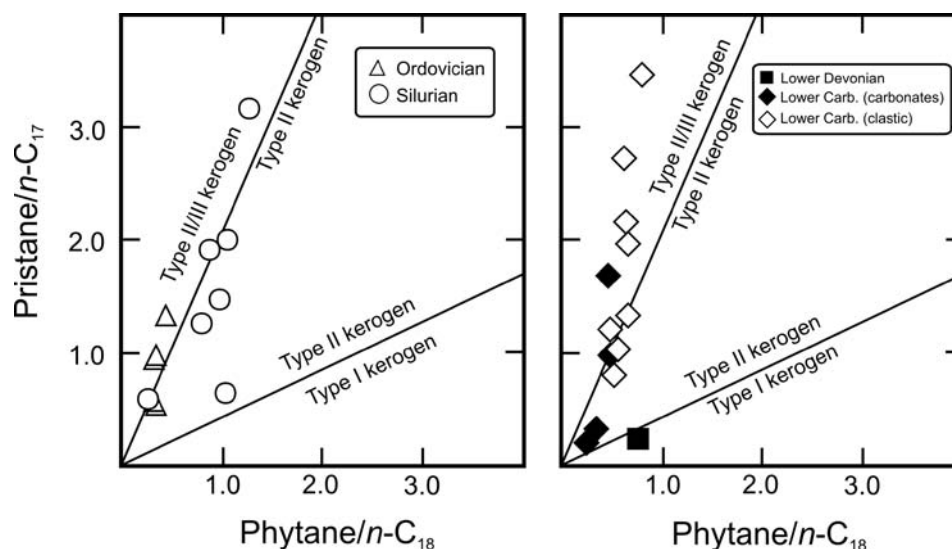 Pristane/n-C17
3.0
2.0
1.0
Ordovician
Silurian
Type II/III kerogen
Type II kerogen
Type II kerogen
Type I kerogen
1.0 2.0 3.0
Phytane/n-C18
Lower Devonian
Lower Carb. (carbonates)
Lower Carb. (clastic)
Type II/III kerogen
Type II kerogen
Type II kerogen
Type I kerogen
1.0 2.0 3.0
Phytane/n-C18